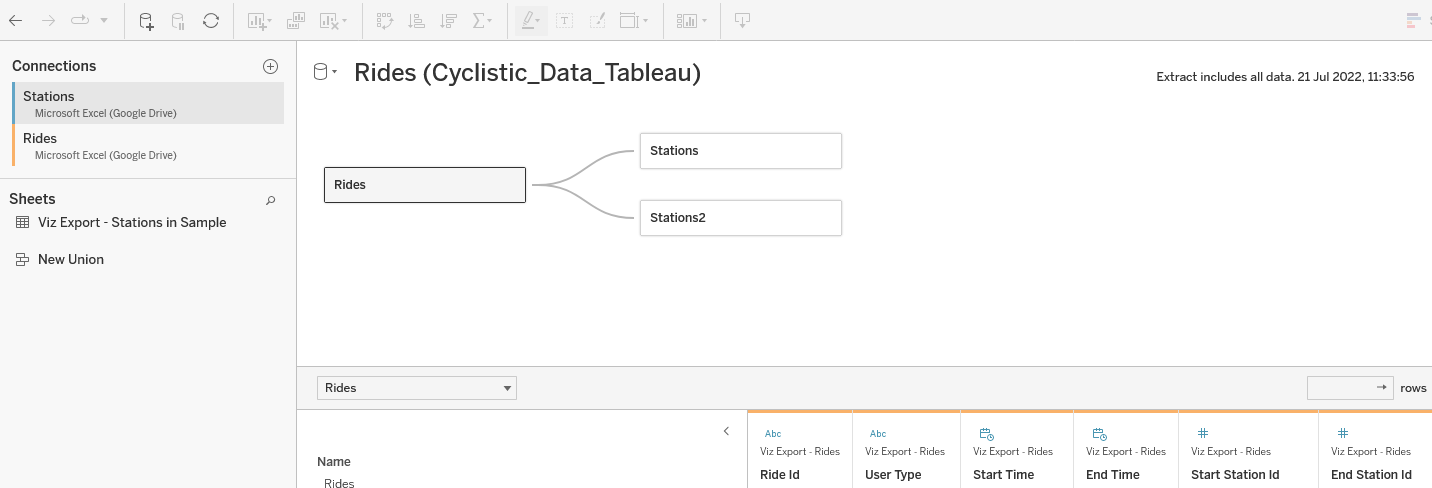 Connections
Stations
Microsoft Excel (Google Drive)
Rides
Microsoft Excel (Google Drive)
Sheets
Viz Export - Stations in Sample
New Union
Rides (Cyclistic_Data_Tableau)
Extract includes all data. 21 Jul 2022, 11:33:56
Rides
Stations
Stations2
Rides
rows
Name
Rides
Abc
Viz Export - Rides
Ride Id
Abc
Viz Export - Rides
User Type
Viz Export - Rides
Start Time
Viz Export - Rides
End Time
#
Viz Export - Rides
Start Station Id
#
Viz Export - Rides
End Station Id